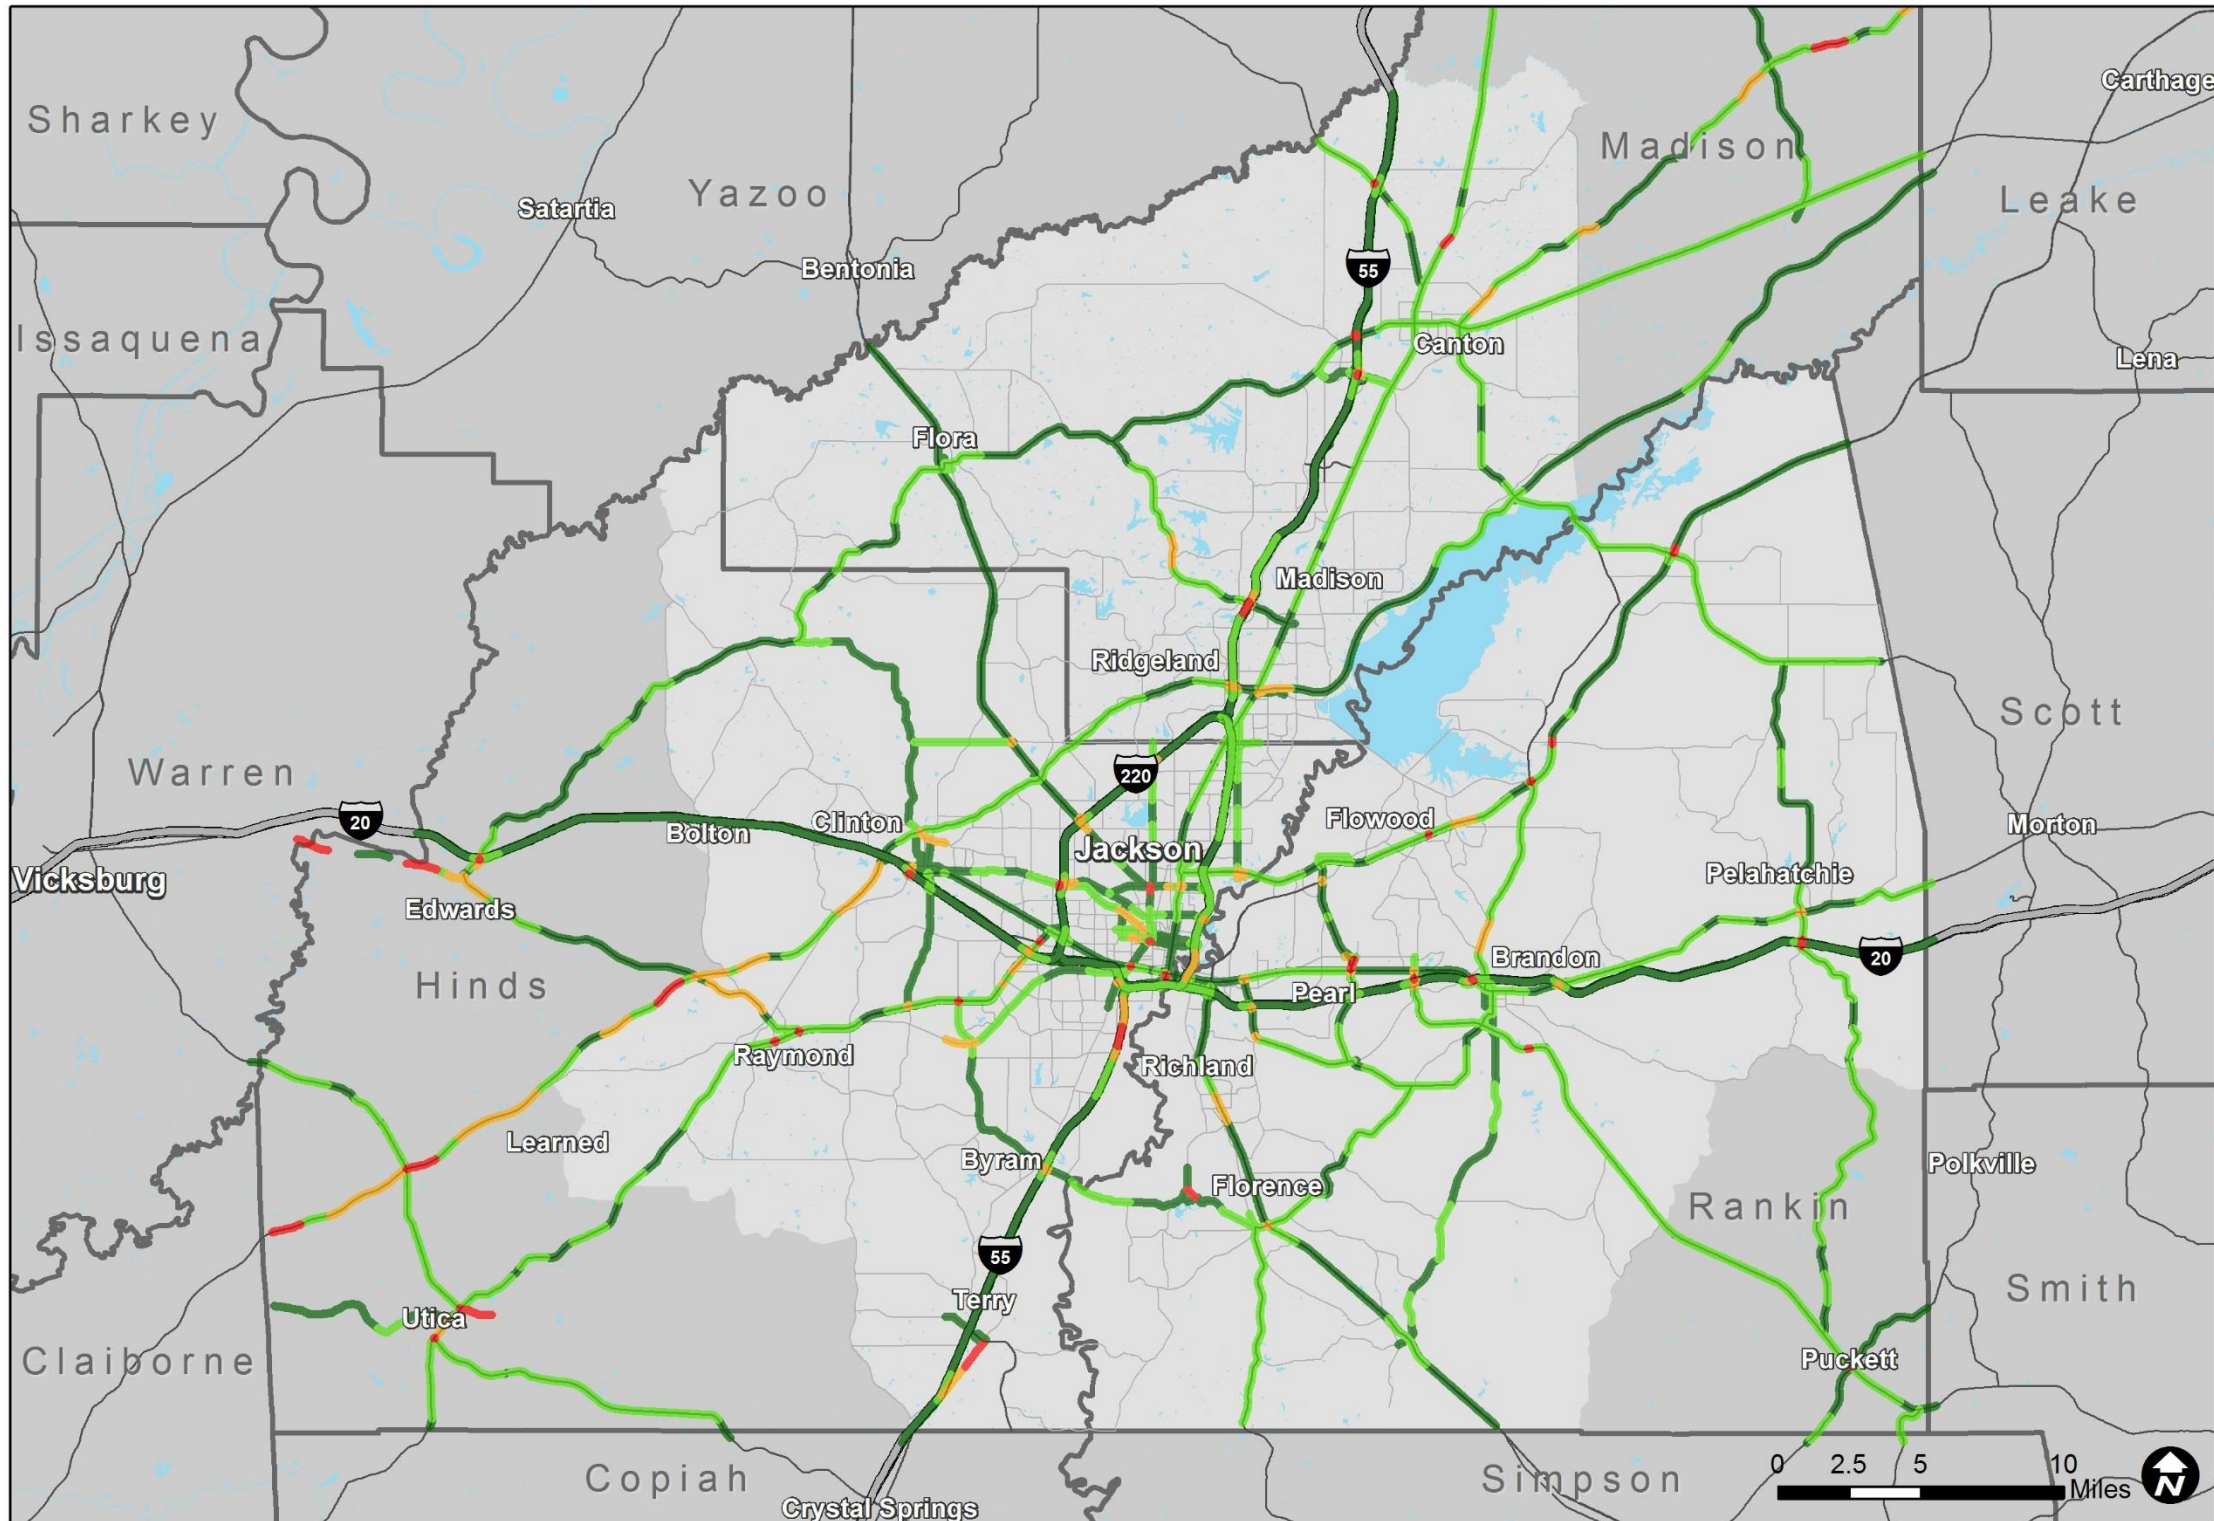 Carthage
Sharkey
Madison
Yazoo
Satartia
Leake
Bentonia
55
Issaquena
Canton
Lena
Flora
Madison
Ridgeland
Scott
Warren
220
20
Bolton
Clinton
Flowood
Morton
Jackson
Vicksburg
Pelahatchie
Edwards
Brandon
20
Hinds
Pearl
Raymond
Richland
Learned
Byram
Polkville
Florence
Rankin
55
Smith
Terry
Utica
Claiborne
Puckett
0 2.5 5 10
Miles
N
Copiah
Simpson
Crystal Springs